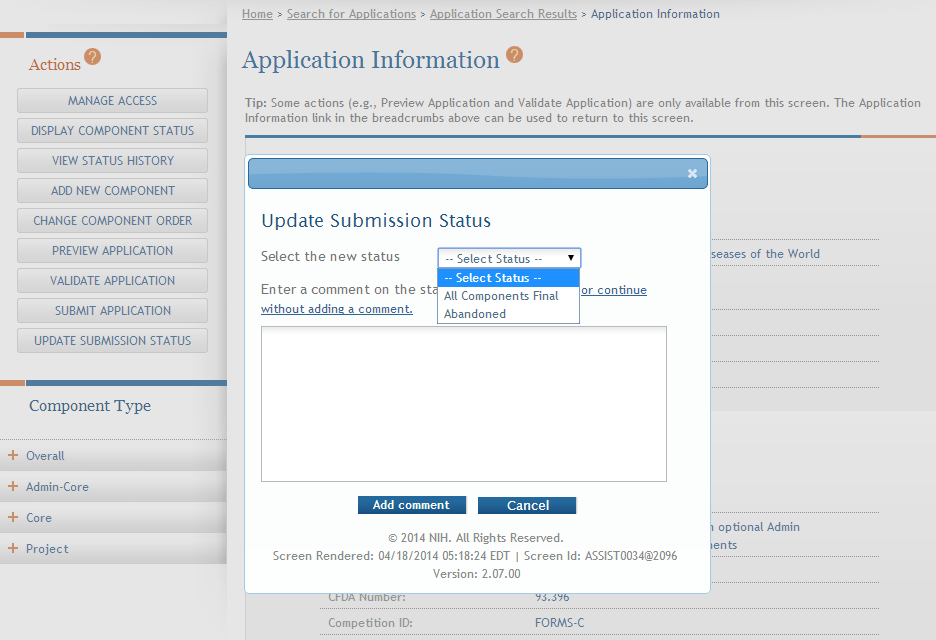 Home > Search for Applications > Application Search Results > Application Information
Actions ?
MANAGE ACCESS
DISPLAY COMPONENT STATUS
VIEW STATUS HISTORY
ADD NEW COMPONENT
CHANGE COMPONENT ORDER
PREVIEW APPLICATION
VALIDATE APPLICATION
SUBMIT APPLICATION
UPDATE SUBMISSION STATUS
Component Type
+ Overall
+ Admin-Core
+ Core
+ Project
Application Information ?
Tip: Some actions (e.g., Preview Application and Validate Application) are only available from this screen. The Application
Information link in the breadcrumbs above can be used to return to this screen.
Update Submission Status
Select the new status
-- Select Status --
-- Select Status --
All Components Final
Abandoned
Enter a comment on the or continue
without adding a comment.
Add comment
Cancel
© 2014 NIH. All Rights Reserved.
Screen Rendered: 04/18/2014 05:18:24 EDT | Screen Id: ASSIST0034@2096
Version: 2.07.00
of the World
optional Admin
CFDA Number: 93.396
Competition ID: FORMS-C